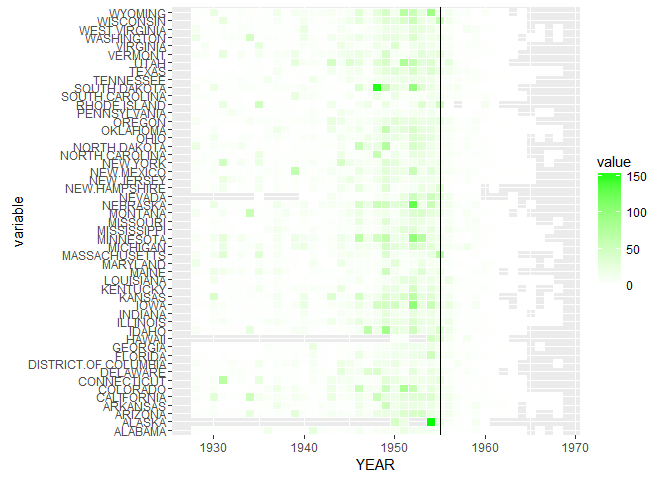 WYOMING
WISCONSIN
WEST.VIRGINIA
WASHINGTON
VIRGINIA
VERMONT
UTAH
TEXAS
TENNESSEE
SOUTH.DAKOTA
SOUTH.CAROLINA
RHODE.ISLAND
PENNSYLVANIA
OREGON
OKLAHOMA
OHIO
NORTH.DAKOTA
NORTH.CAROLINA
NEW.YORK
NEW.MEXICO
NEW.JERSEY
NEW.HAMPSHIRE
NEVADA
NEBRASKA
MONTANA
MISSOURI
MISSISSIPPI
MINNESOTA
MICHIGAN
MASSACHUSETTS
MARYLAND
MAINE
LOUISIANA
KENTUCKY
KANSAS
IOWA
INDIANA
ILLINOIS
IDAHO
HAWAII
GEORGIA
FLORIDA
DISTRICT.OF.COLUMBIA
DELAWARE
CONNECTICUT
COLORADO
CALIFORNIA
ARKANSAS
ARIZONA
ALASKA
ALABAMA
variable
1930 1940 1950 1960 1970
YEAR
value
150
100
50
0